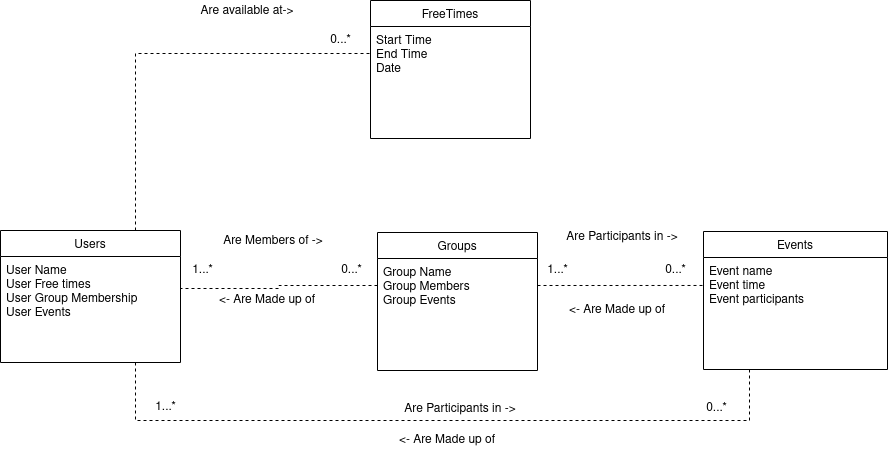 Are available at->
FreeTimes
0...*
Start Time
End Time
Date
Users
Are Members of ->
Groups
Are Participants in ->
Events
User Name
User Free times
User Group Membership
User Events
1...*
0...*
<- Are Made up of
Group Name
Group Members
Group Events
1...*
0...*
<- Are Made up of
Event name
Event time
Event participants
1...*
Are Participants in ->
0...*
<- Are Made up of